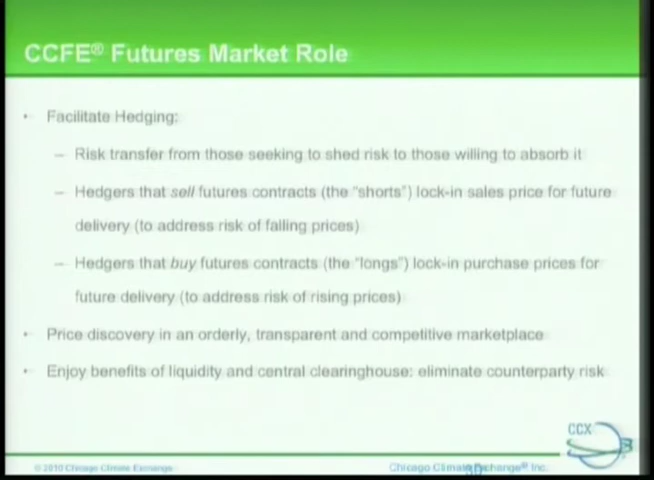 CCFE® Futures Market Role
• Facilitate Hedging:
– Risk transfer from those seeking to shed risk to those willing to absorb it
– Hedgers that sell futures contracts (the "shorts") lock-in sales price for future
delivery (to address risk of falling prices)
– Hedgers that buy futures contracts (the "longs") lock-in purchase prices for
future delivery (to address risk of rising prices)
• Price discovery in an orderly, transparent and competitive marketplace
• Enjoy benefits of liquidity and central clearinghouse: eliminate counterparty risk
CCX
© 2010 Chicago Climate Exchange
Chicago Climate Exchange® Inc.